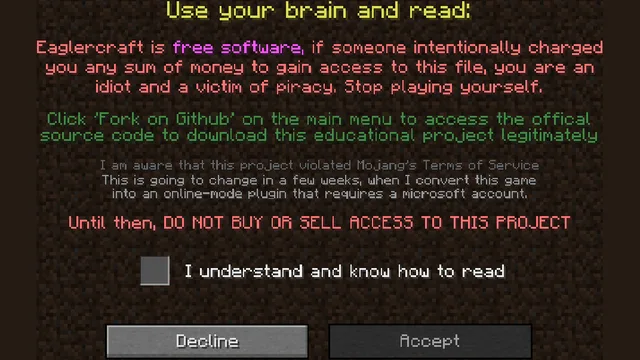 Use your brain and read:
Eaglercraft is free software, if someone intentionally charged
you any sum of money to gain access to this file, you are an
idiot and a victim of piracy. Stop playing yourself.
Click 'Fork on Github' on the main menu to access the offical
source code to download this educational project legitimately
I am aware that this project violated Mojang's Terms of Service
This is going to change in a few weeks, when I convert this game
into an online-mode plugin that requires a microsoft account.
Until then, DO NOT BUY OR SELL ACCESS TO THIS PROJECT
I understand and know how to read
Decline
Accept